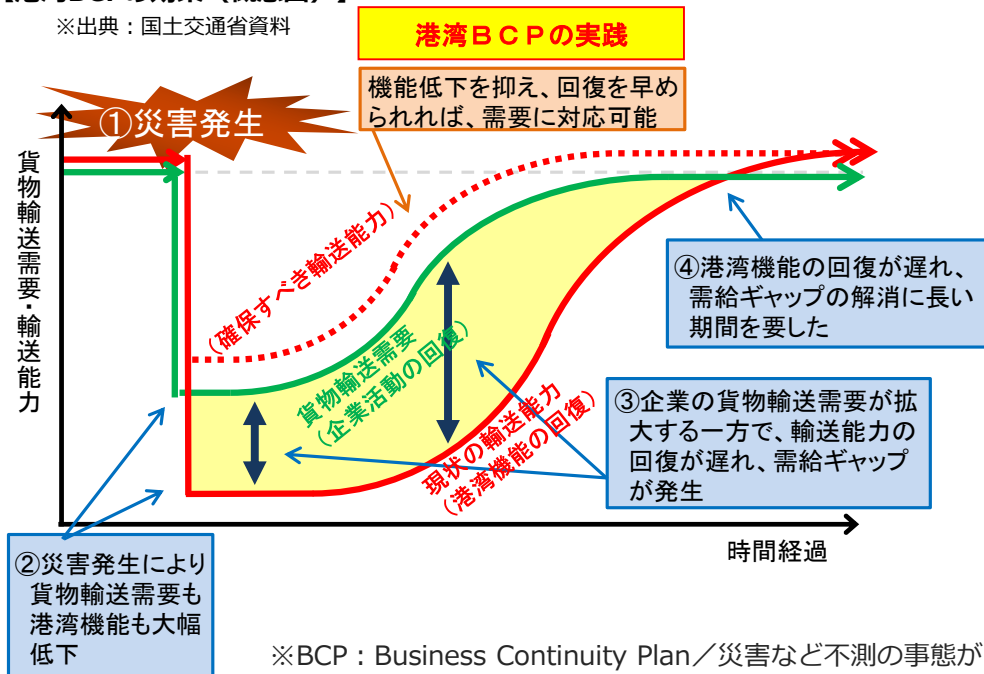 ※出典：国土交通省資料
港湾ＢＣＰの実践
機能低下を抑え、回復を早め
られれば、需要に対応可能
①災害発生
貨物輸送需要・輸送能力
（確保すべき輸送能力）
貨物輸送需要
（企業活動の回復）
現状の輸送能力
（港湾機能の回復）
④港湾機能の回復が遅れ、
需給ギャップの解消に長い
期間を要した
③企業の貨物輸送需要が拡
大する一方で、輸送能力の
回復が遅れ、需給ギャップ
が発生
時間経過
②災害発生により
貨物輸送需要も
港湾機能も大幅
低下
※BCP：Business Continuity Plan／災害など不測の事態が